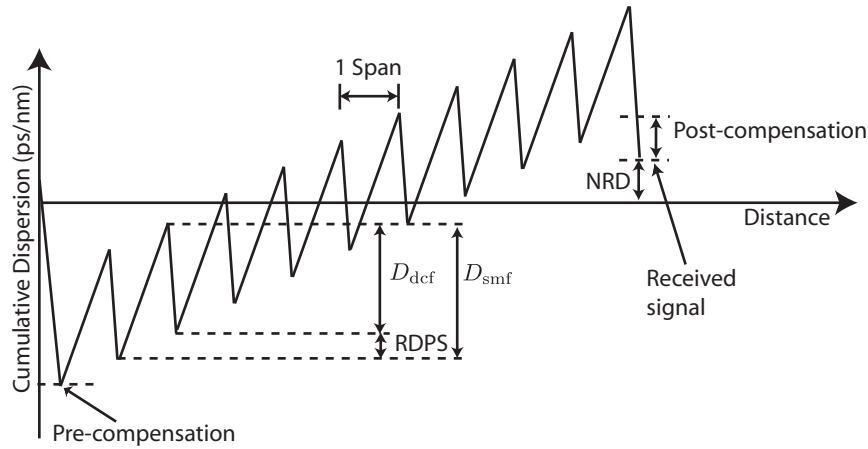 Cumulative Dispersion (ps/nm)
1 Span
Post-compensation
NRD
Distance
Received
signal
D_dcf
D_smf
RDPS
Pre-compensation